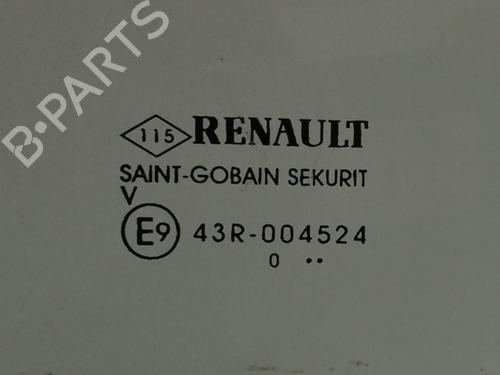 B-PARTS
115 RENAULT
SAINT-GOBAIN SEKURIT
V
E9 43R-004524
0 ..